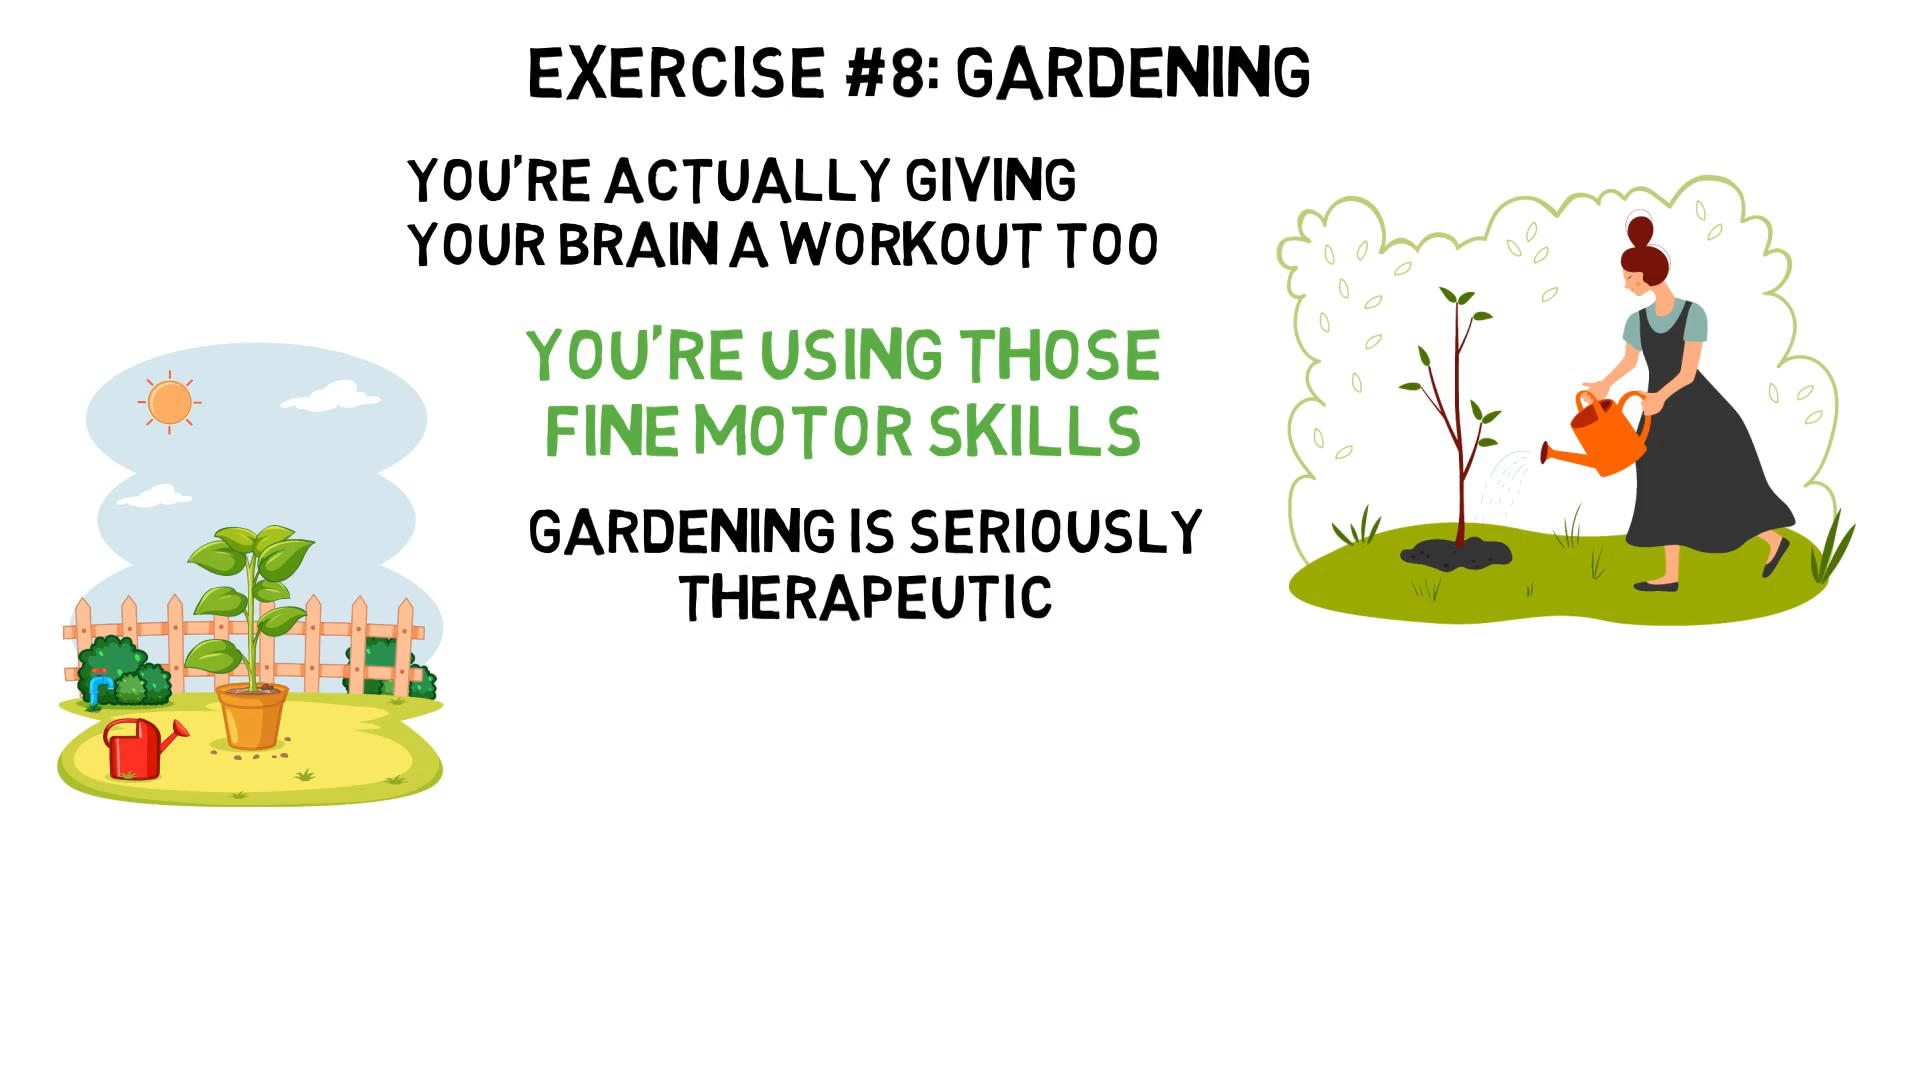 EXERCISE #8: GARDENING
YOU'RE ACTUALLY GIVING
YOUR BRAIN A WORKOUT TOO
YOU'RE USING THOSE
FINE MOTOR SKILLS
GARDENING IS SERIOUSLY
THERAPEUTIC